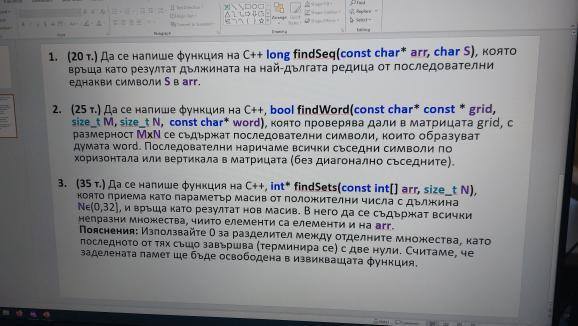 1. (20 т.) Да се напише функция на C++ long findSeq(const char* arr, char S), която
връща като резултат дължината на най-дългата редица от последователни
еднакви символи S в arr.
2. (25 т.) Да се напише функция на C++, bool findWord(const char* const * grid,
size_t M, size_t N, const char* word), която проверява дали в матрицата grid, с
размерност MxN се съдържат последователни символи, които образуват
думата word. Последователни наричаме всички съседни символи по
хоризонтала или вертикала в матрицата (без диагонално съседните).
3. (35 т.) Да се напише функция на C++, int* findSets(const int[] arr, size_t N),
която приема като параметър масив от положителни числа с дължина
Nϵ(0,32], и връща като резултат нов масив. В него да се съдържат всички
непразни множества, чиито елементи са елементи и на arr.
Пояснения: Използвайте 0 за разделител между отделните множества, като
последното от тях също завършва (терминира се) с две нули. Считаме, че
заделената памет ще бъде освободена в извикващата функция.